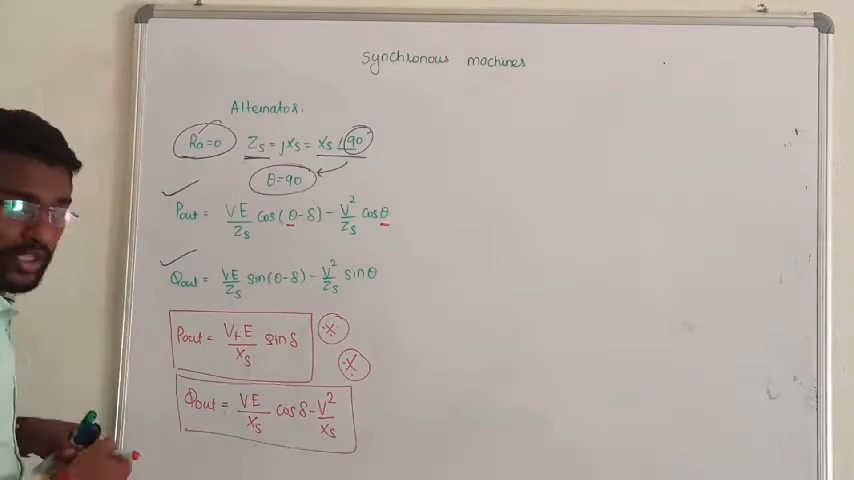 Synchronous machines
Alternator.
Ra=0 Zs = jXs = Xs ∠90
θ=90
Pout = VE/Zs cos(θ-δ) - V²/Zs cosθ
Qout = VE/Zs sin(θ-δ) - V²/Zs sinθ
Pout = VtE/Xs sinδ
Qout = VE/Xs cosδ - V²/Xs